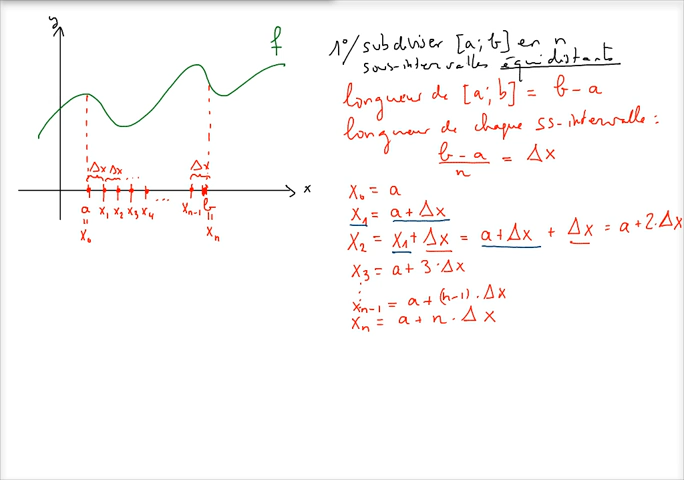 y
f
Δx Δx ... Δx
x
a x₁ x₂ x₃ x₄ ... xₙ₋₁ b
= =
x₀ xₙ
1°/ subdiviser [a;b] en n
sous-intervalles équidistants
longueur de [a;b] = b-a
longueur de chaque ss-intervalle :
b-a
n = Δx
x₀ = a
x₁ = a+Δx
x₂ = x₁+Δx = a+Δx + Δx = a+2·Δx
x₃ = a+3·Δx
⋮
xₙ₋₁ = a+(n-1)·Δx
xₙ = a+n·Δx